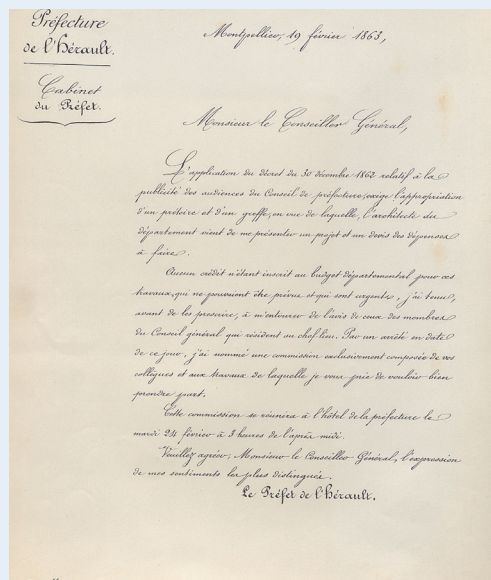 Préfecture
de l'Hérault.
Cabinet
du Préfet.
Montpellier, 19 février 1863,
Monsieur le Conseiller Général,
L'application du décret du 30 décembre 1862 relatif à la
publicité des audiences du Conseil de préfecture, exige l'appropriation
d'un prétoire et d'un greffe, en vue de laquelle, l'architecte du
département vient de me présenter un projet et un devis des dépenses
à faire.
Aucun crédit n'étant inscrit au budget départemental pour ces
travaux, qui ne pouvaient être prévus et qui sont urgents, j'ai tenu,
avant de les prescrire, à m'entourer de l'avis de ceux des membres
du Conseil général qui résident au chef-lieu. Par un arrêté en date
de ce jour, j'ai nommé une commission exclusivement composée de vos
collègues et aux travaux de laquelle je vous prie de vouloir bien
prendre part.
Cette commission se réunira à l'hôtel de la préfecture le
mardi 24 février à 3 heures de l'après midi.
Veuillez agréer, Monsieur le Conseiller Général, l'expression
de mes sentiments les plus distingués.
Le Préfet de l'Hérault.